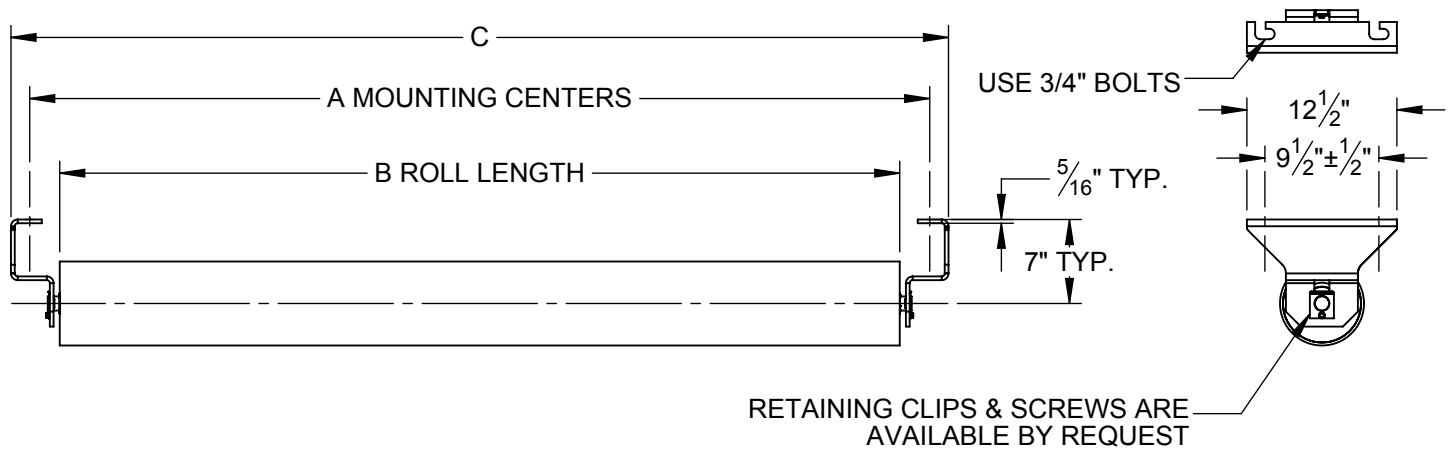 C
A MOUNTING CENTERS
B ROLL LENGTH
5/16" TYP.
7" TYP.
USE 3/4" BOLTS
12 1/2"
9 1/2"±1/2"
RETAINING CLIPS & SCREWS ARE
AVAILABLE BY REQUEST